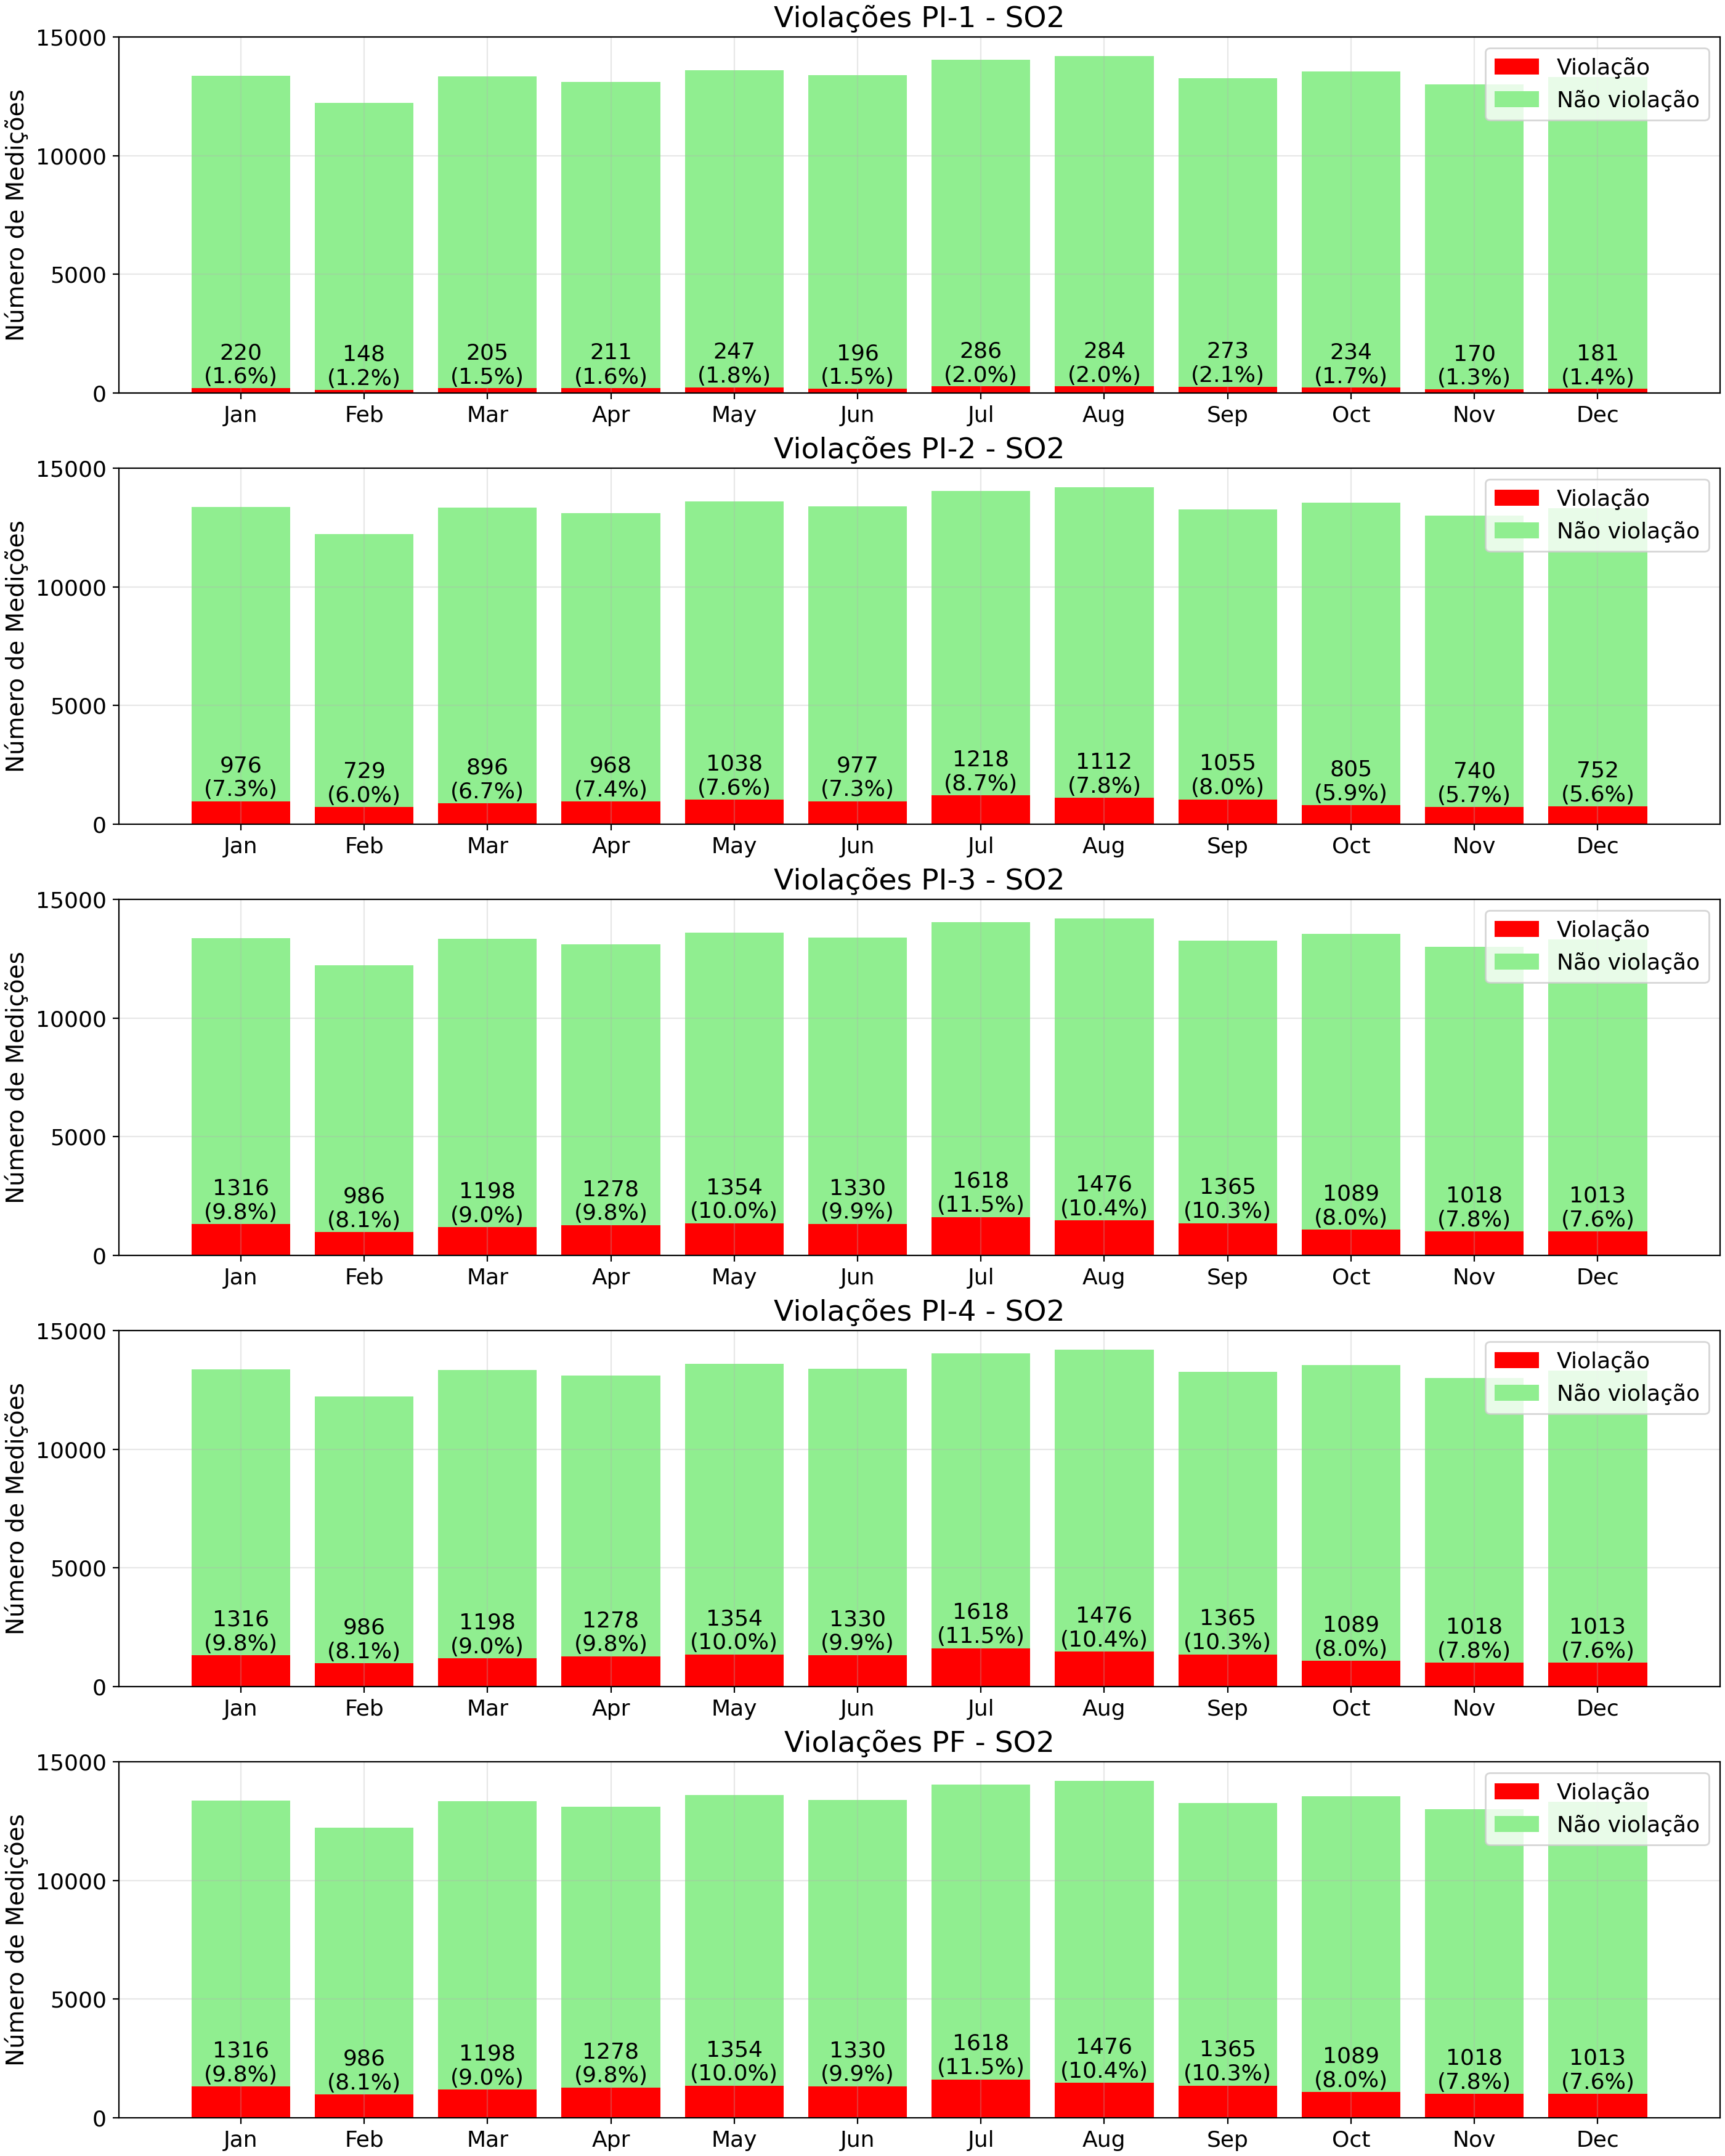 Violações PI-1 - SO2
Número de Medições
15000
10000
5000
0
Violação
Não violação
220 148 205 211 247 196 286 284 273 234 170 181
(1.6%) (1.2%) (1.5%) (1.6%) (1.8%) (1.5%) (2.0%) (2.0%) (2.1%) (1.7%) (1.3%) (1.4%)
Jan Feb Mar Apr May Jun Jul Aug Sep Oct Nov Dec
Violações PI-2 - SO2
Número de Medições
15000
10000
5000
0
Violação
Não violação
976 729 896 968 1038 977 1218 1112 1055 805 740 752
(7.3%) (6.0%) (6.7%) (7.4%) (7.6%) (7.3%) (8.7%) (7.8%) (8.0%) (5.9%) (5.7%) (5.6%)
Jan Feb Mar Apr May Jun Jul Aug Sep Oct Nov Dec
Violações PI-3 - SO2
Número de Medições
15000
10000
5000
0
Violação
Não violação
1316 986 1198 1278 1354 1330 1618 1476 1365 1089 1018 1013
(9.8%) (8.1%) (9.0%) (9.8%) (10.0%) (9.9%) (11.5%) (10.4%) (10.3%) (8.0%) (7.8%) (7.6%)
Jan Feb Mar Apr May Jun Jul Aug Sep Oct Nov Dec
Violações PI-4 - SO2
Número de Medições
15000
10000
5000
0
Violação
Não violação
1316 986 1198 1278 1354 1330 1618 1476 1365 1089 1018 1013
(9.8%) (8.1%) (9.0%) (9.8%) (10.0%) (9.9%) (11.5%) (10.4%) (10.3%) (8.0%) (7.8%) (7.6%)
Jan Feb Mar Apr May Jun Jul Aug Sep Oct Nov Dec
Violações PF - SO2
Número de Medições
15000
10000
5000
0
Violação
Não violação
1316 986 1198 1278 1354 1330 1618 1476 1365 1089 1018 1013
(9.8%) (8.1%) (9.0%) (9.8%) (10.0%) (9.9%) (11.5%) (10.4%) (10.3%) (8.0%) (7.8%) (7.6%)
Jan Feb Mar Apr May Jun Jul Aug Sep Oct Nov Dec